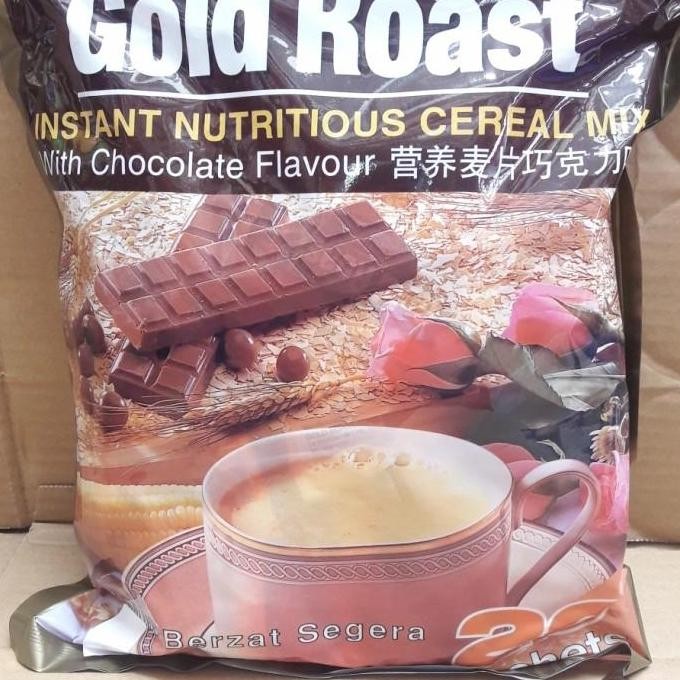 Gold Roast
INSTANT NUTRITIOUS CEREAL MIX
With Chocolate Flavour 营养麦片巧克力
Berzat Segera